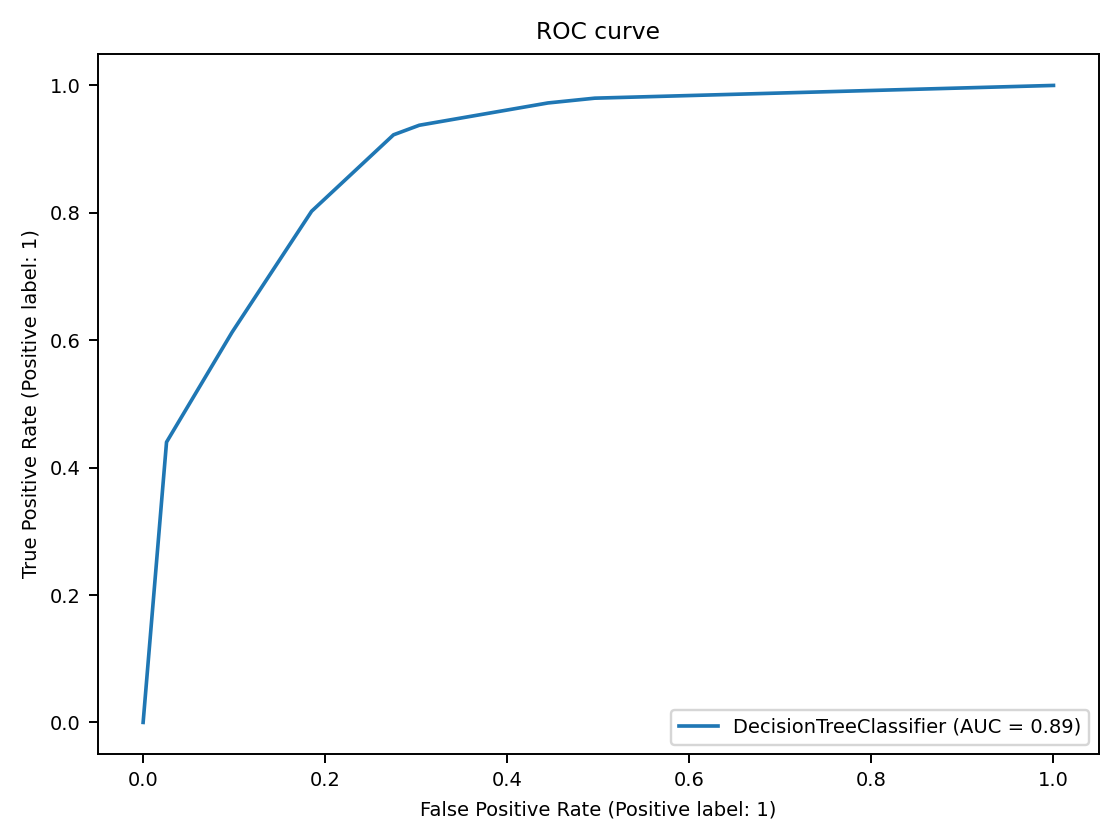 ROC curve
True Positive Rate (Positive label: 1)
1.0
0.8
0.6
0.4
0.2
0.0
0.0 0.2 0.4 0.6 0.8 1.0
False Positive Rate (Positive label: 1)
DecisionTreeClassifier (AUC = 0.89)